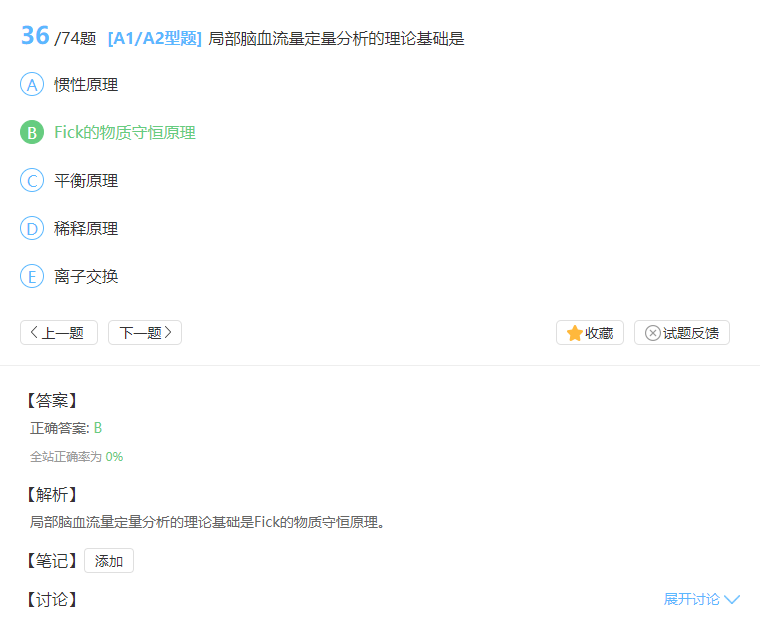 36 /74题 [A1/A2型题] 局部脑血流量定量分析的理论基础是
A 惯性原理
B Fick的物质守恒原理
C 平衡原理
D 稀释原理
E 离子交换
上一题 下一题 收藏 试题反馈
【答案】
正确答案: B
全站正确率为 0%
【解析】
局部脑血流量定量分析的理论基础是Fick的物质守恒原理。
【笔记】 添加
【讨论】 展开讨论